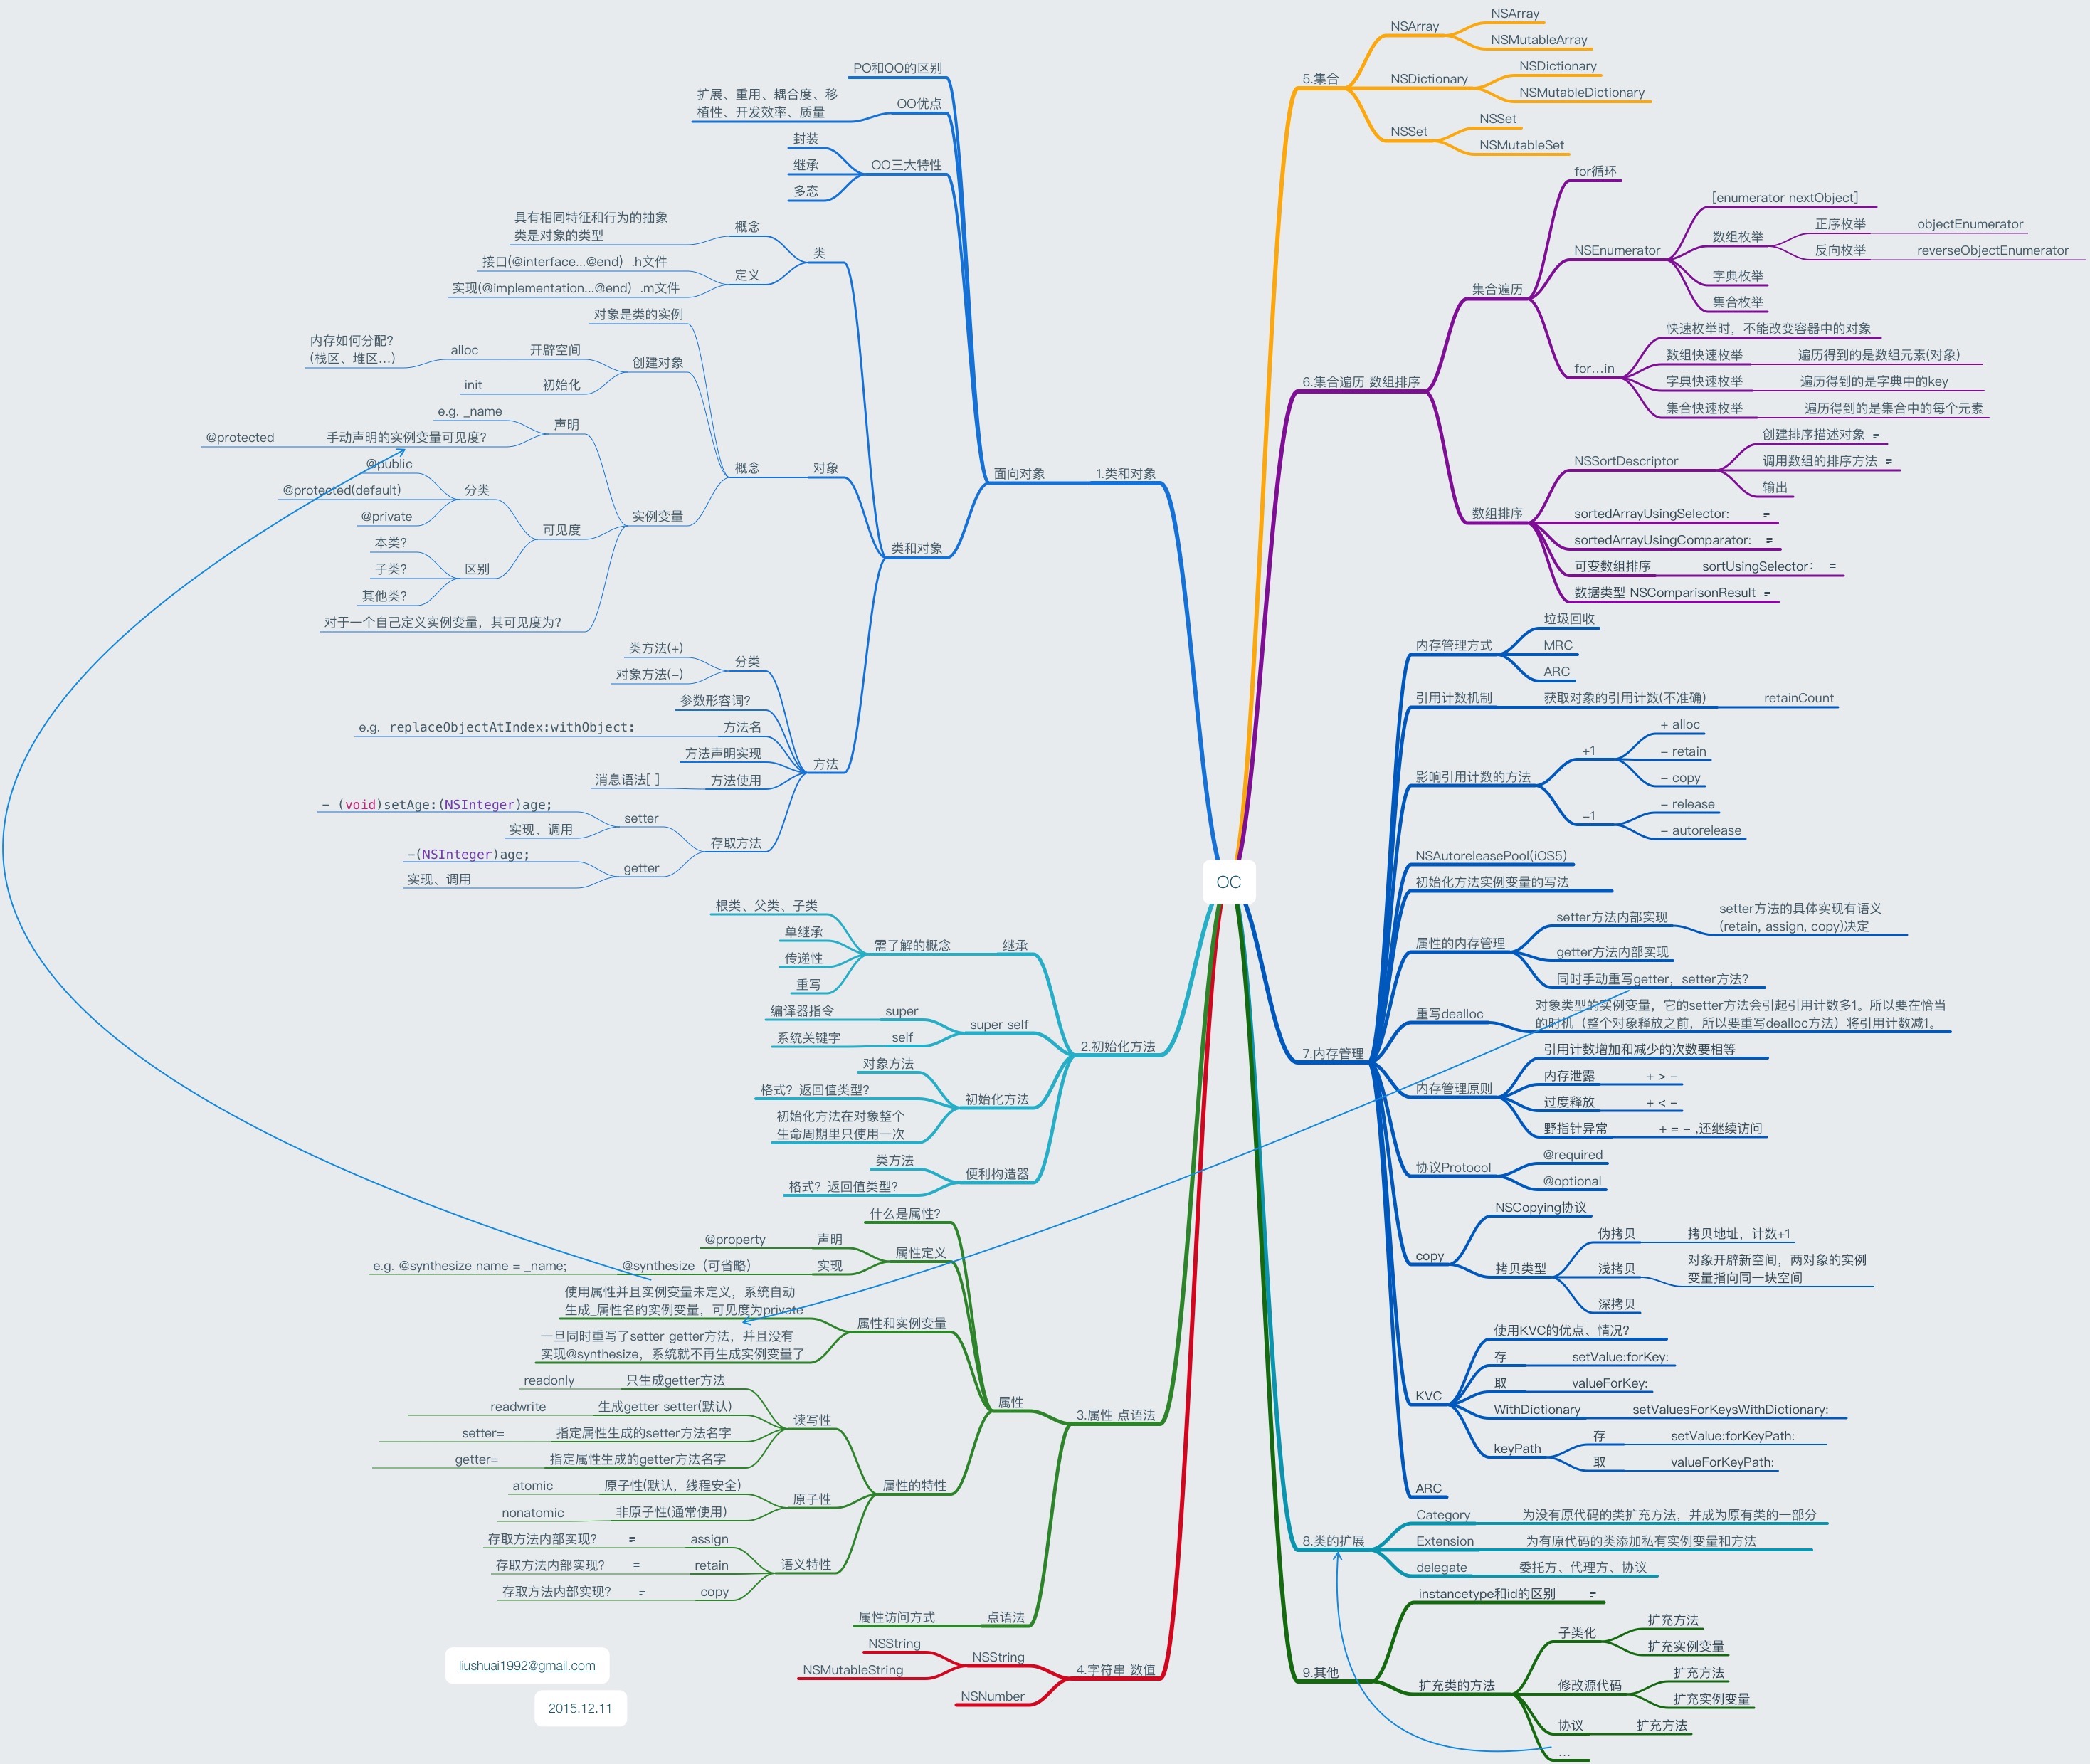 OC
1.类和对象
面向对象
PO和OO的区别
OO优点
扩展、重用、耦合度、移
植性、开发效率、质量
OO三大特性
封装
继承
多态
类和对象
类
概念
具有相同特征和行为的抽象
类是对象的类型
定义
接口(@interface...@end) .h文件
实现(@implementation...@end) .m文件
对象
概念
对象是类的实例
创建对象
开辟空间
alloc
内存如何分配?
(栈区、堆区...)
初始化
init
实例变量
声明
e.g. _name
手动声明的实例变量可见度?
@protected
可见度
分类
@public
@protected(default)
@private
区别
本类?
子类?
其他类?
对于一个自己定义实例变量，其可见度为?
方法
分类
类方法(+)
对象方法(-)
参数形容词?
方法名
e.g. replaceObjectAtIndex:withObject:
方法声明实现
方法使用
消息语法[ ]
存取方法
setter
- (void)setAge:(NSInteger)age;
实现、调用
getter
-(NSInteger)age;
实现、调用
2.初始化方法
继承
需了解的概念
根类、父类、子类
单继承
传递性
重写
super self
super
编译器指令
self
系统关键字
初始化方法
对象方法
格式? 返回值类型?
初始化方法在对象整个
生命周期里只使用一次
便利构造器
类方法
格式? 返回值类型?
3.属性 点语法
属性
什么是属性?
属性定义
声明
@property
实现
@synthesize（可省略）
e.g. @synthesize name = _name;
属性和实例变量
使用属性并且实例变量未定义，系统自动
生成_属性名的实例变量，可见度为private
一旦同时重写了setter getter方法，并且没有
实现@synthesize，系统就不再生成实例变量了
属性的特性
读写性
只生成getter方法
readonly
生成getter setter(默认)
readwrite
指定属性生成的setter方法名字
setter=
指定属性生成的getter方法名字
getter=
原子性
原子性(默认，线程安全)
atomic
非原子性(通常使用)
nonatomic
语义特性
assign
存取方法内部实现?
retain
存取方法内部实现?
copy
存取方法内部实现?
点语法
属性访问方式
4.字符串 数值
NSString
NSString
NSMutableString
NSNumber
liushuai1992@gmail.com
2015.12.11
5.集合
NSArray
NSArray
NSMutableArray
NSDictionary
NSDictionary
NSMutableDictionary
NSSet
NSSet
NSMutableSet
6.集合遍历 数组排序
集合遍历
for循环
NSEnumerator
[enumerator nextObject]
数组枚举
正序枚举
objectEnumerator
反向枚举
reverseObjectEnumerator
字典枚举
集合枚举
for...in
快速枚举时，不能改变容器中的对象
数组快速枚举
遍历得到的是数组元素(对象)
字典快速枚举
遍历得到的是字典中的key
集合快速枚举
遍历得到的是集合中的每个元素
数组排序
NSSortDescriptor
创建排序描述对象
调用数组的排序方法
输出
sortedArrayUsingSelector:
sortedArrayUsingComparator:
可变数组排序
sortUsingSelector：
数据类型 NSComparisonResult
7.内存管理
内存管理方式
垃圾回收
MRC
ARC
引用计数机制
获取对象的引用计数(不准确)
retainCount
影响引用计数的方法
+1
+ alloc
- retain
- copy
-1
- release
- autorelease
NSAutoreleasePool(iOS5)
初始化方法实例变量的写法
属性的内存管理
setter方法内部实现
setter方法的具体实现有语义
(retain, assign, copy)决定
getter方法内部实现
同时手动重写getter，setter方法?
重写dealloc
对象类型的实例变量，它的setter方法会引起引用计数多1。所以要在恰当
的时机（整个对象释放之前，所以要重写dealloc方法）将引用计数减1。
内存管理原则
引用计数增加和减少的次数要相等
内存泄露
+ > -
过度释放
+ < -
野指针异常
+ = - ,还继续访问
协议Protocol
@required
@optional
copy
NSCopying协议
拷贝类型
伪拷贝
拷贝地址，计数+1
浅拷贝
对象开辟新空间，两对象的实例
变量指向同一块空间
深拷贝
KVC
使用KVC的优点、情况?
存
setValue:forKey:
取
valueForKey:
WithDictionary
setValuesForKeysWithDictionary:
keyPath
存
setValue:forKeyPath:
取
valueForKeyPath:
ARC
8.类的扩展
Category
为没有原代码的类扩充方法，并成为原有类的一部分
Extension
为有原代码的类添加私有实例变量和方法
delegate
委托方、代理方、协议
9.其他
instancetype和id的区别
扩充类的方法
子类化
扩充方法
扩充实例变量
修改源代码
扩充方法
扩充实例变量
协议
扩充方法
...